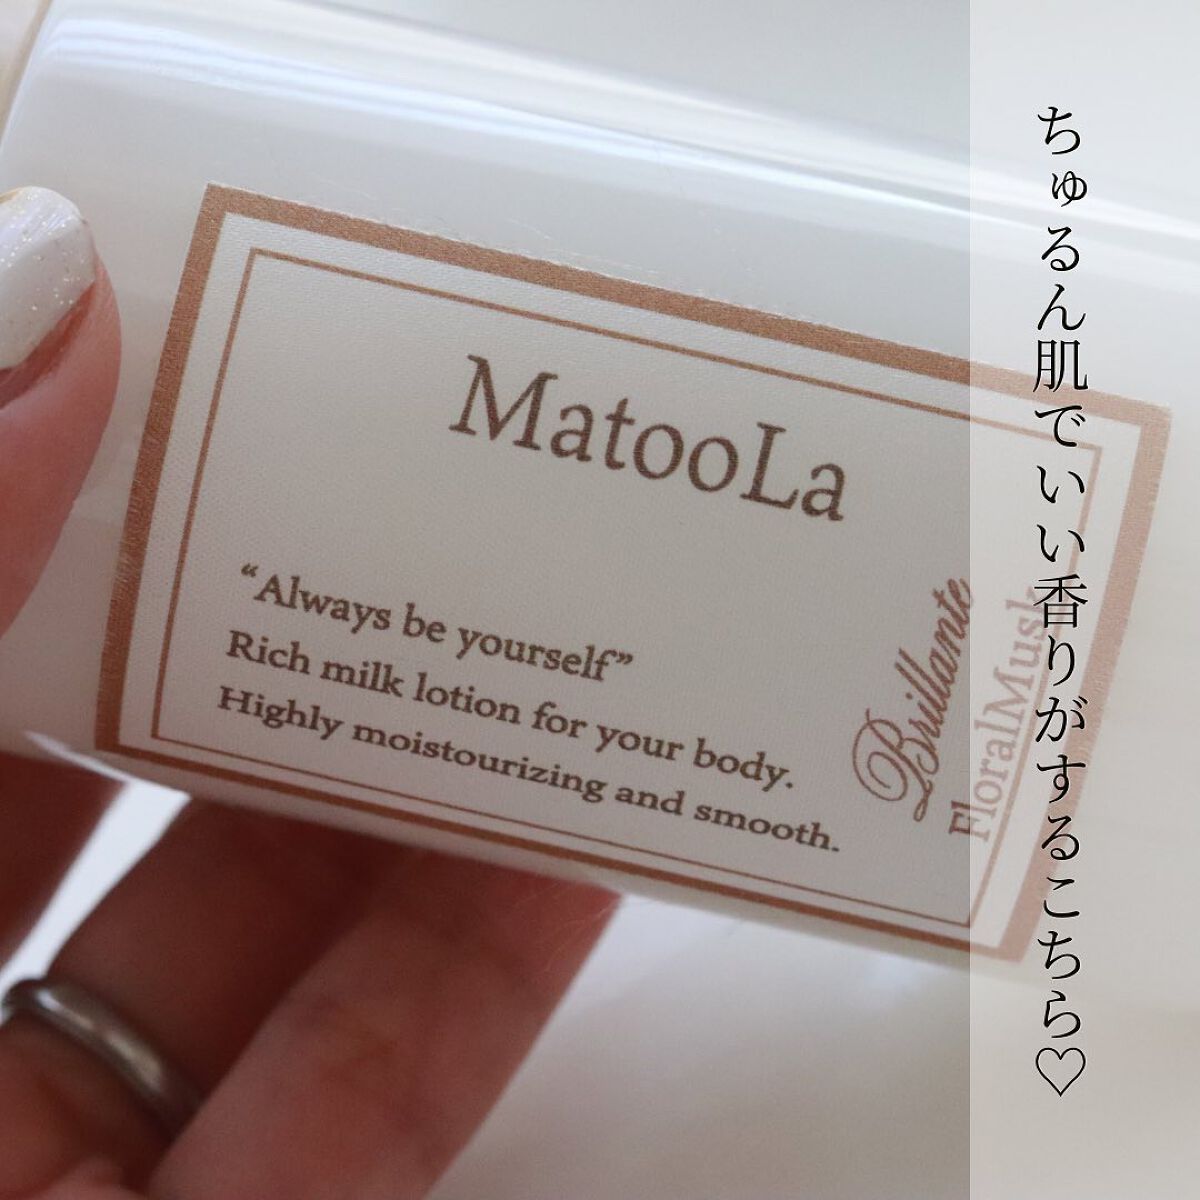 MatooLa
“Always be yourself”
Rich milk lotion for your body.
Highly moistourizing and smooth.
Brillante
FloralMusk
ちゅるん肌でいい香りがするこちら♡